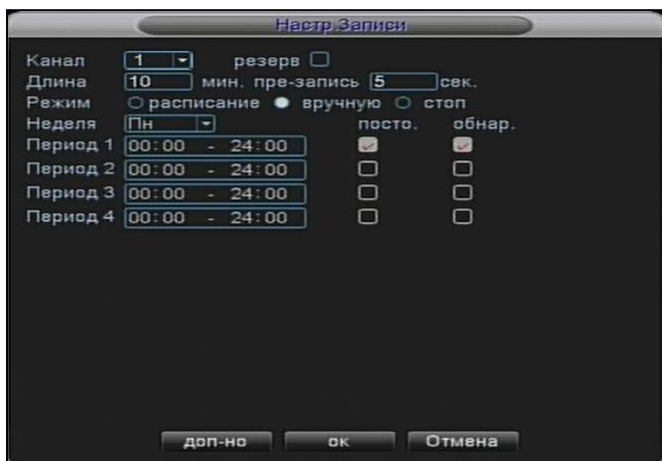 Настр.Записи
Канал 1 резерв
Длина 10 мин. пре-запись 5 сек.
Режим расписание вручную стоп
Неделя Пн посто. обнар.
Период 1 00:00 - 24:00
Период 2 00:00 - 24:00
Период 3 00:00 - 24:00
Период 4 00:00 - 24:00
доп-но ок Отмена